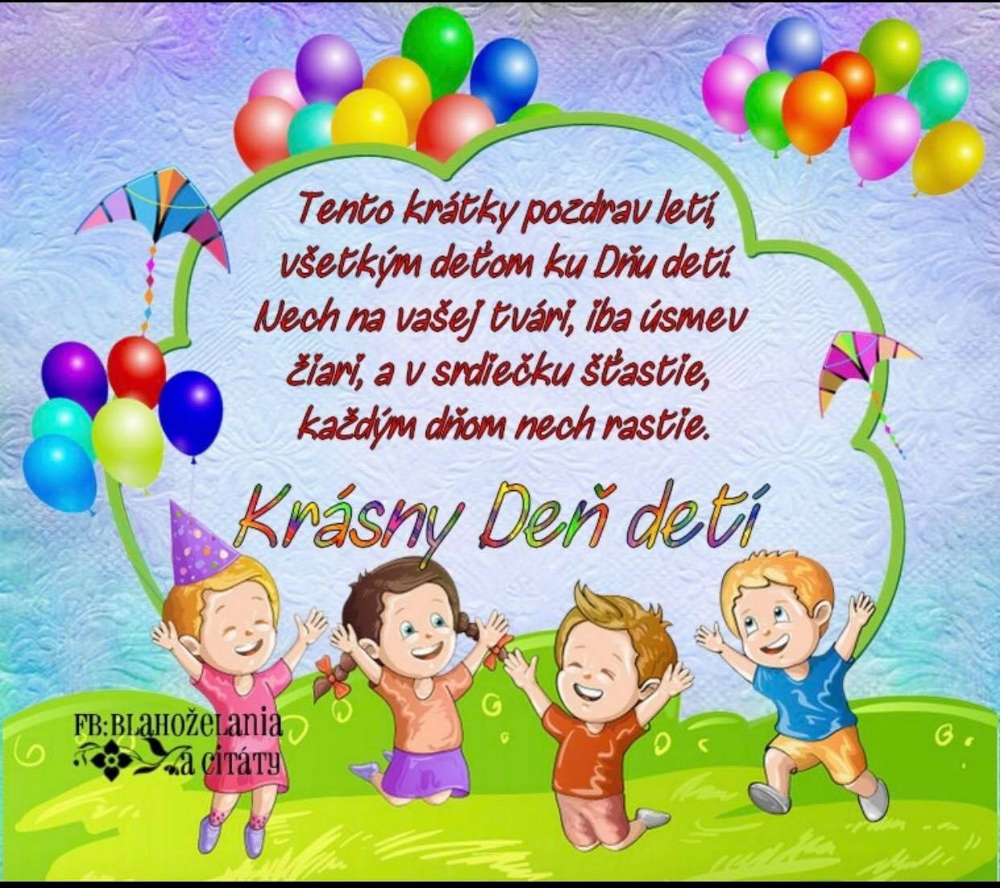 Tento krátky pozdrav letí,
všetkým deťom ku Dňu detí.
Nech na vašej tvári, iba úsmev
žiari, a v srdiečku šťastie,
každým dňom nech rastie.
Krásny Deň detí
FB:BLAHOŽELANIA
A CITÁTY